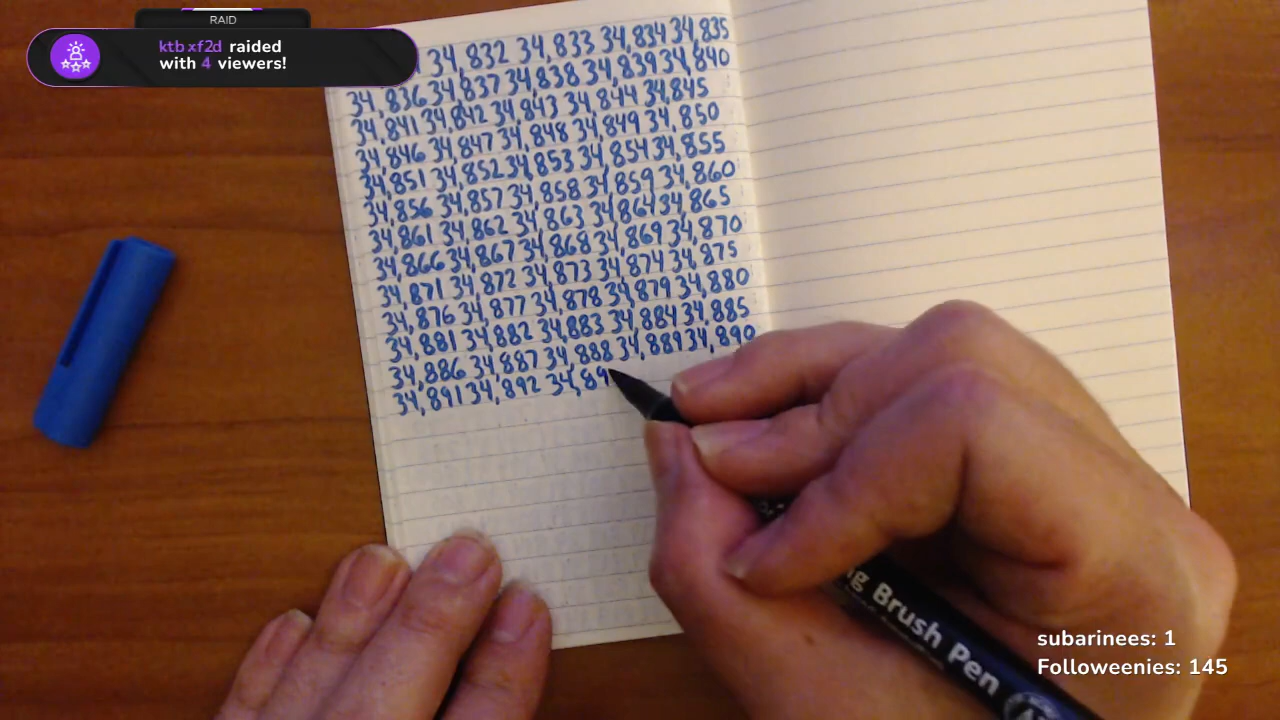 RAID
ktbxf2d raided
with 4 viewers!
34,832 34,833 34,834 34,835
34,836 34,837 34,838 34,839 34,840
34,841 34,842 34,843 34,844 34,845
34,846 34,847 34,848 34,849 34,850
34,851 34,852 34,853 34,854 34,855
34,856 34,857 34,858 34,859 34,860
34,861 34,862 34,863 34,864 34,865
34,866 34,867 34,868 34,869 34,870
34,871 34,872 34,873 34,874 34,875
34,876 34,877 34,878 34,879 34,880
34,881 34,882 34,883 34,884 34,885
34,886 34,887 34,888 34,889 34,890
34,891 34,892 34,89
Brush Pen
subarinees: 1
Followeenies: 145